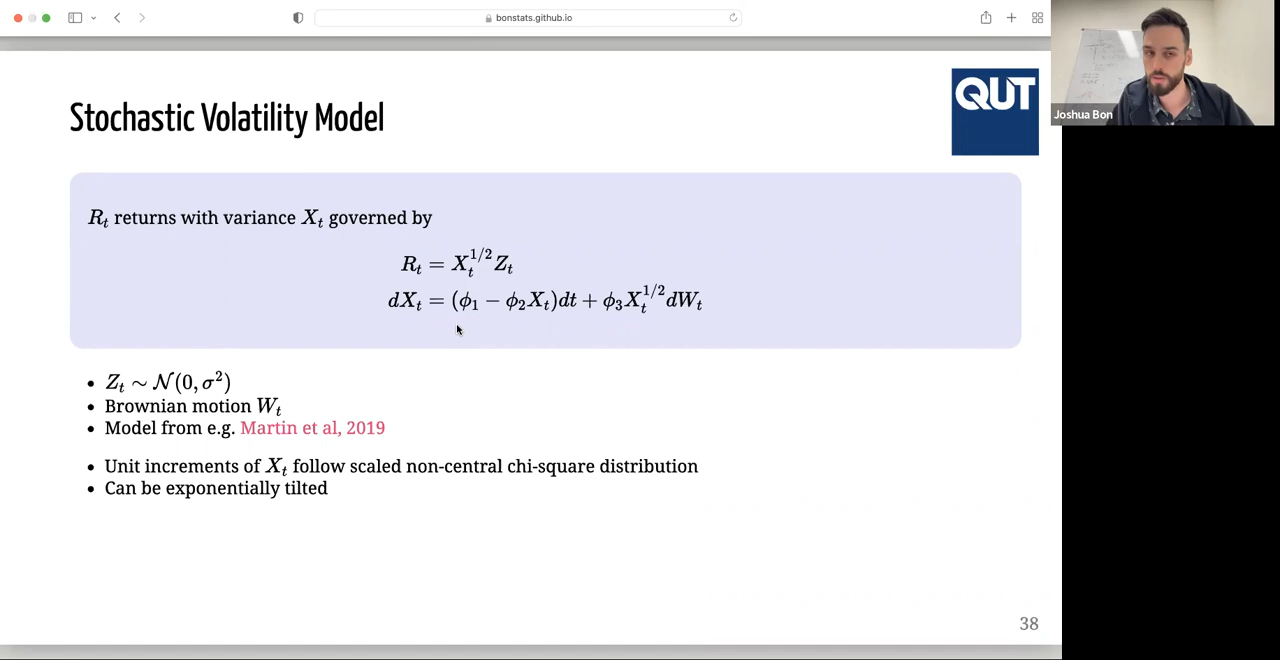 bonstats.github.io
Stochastic Volatility Model
QUT
Joshua Bon
R_t returns with variance X_t governed by
R_t = X_t^{1/2} Z_t
dX_t = (ϕ_1 − ϕ_2 X_t)dt + ϕ_3 X_t^{1/2} dW_t
• Z_t ∼ 𝒩(0, σ^2)
• Brownian motion W_t
• Model from e.g. Martin et al, 2019
• Unit increments of X_t follow scaled non-central chi-square distribution
• Can be exponentially tilted
38